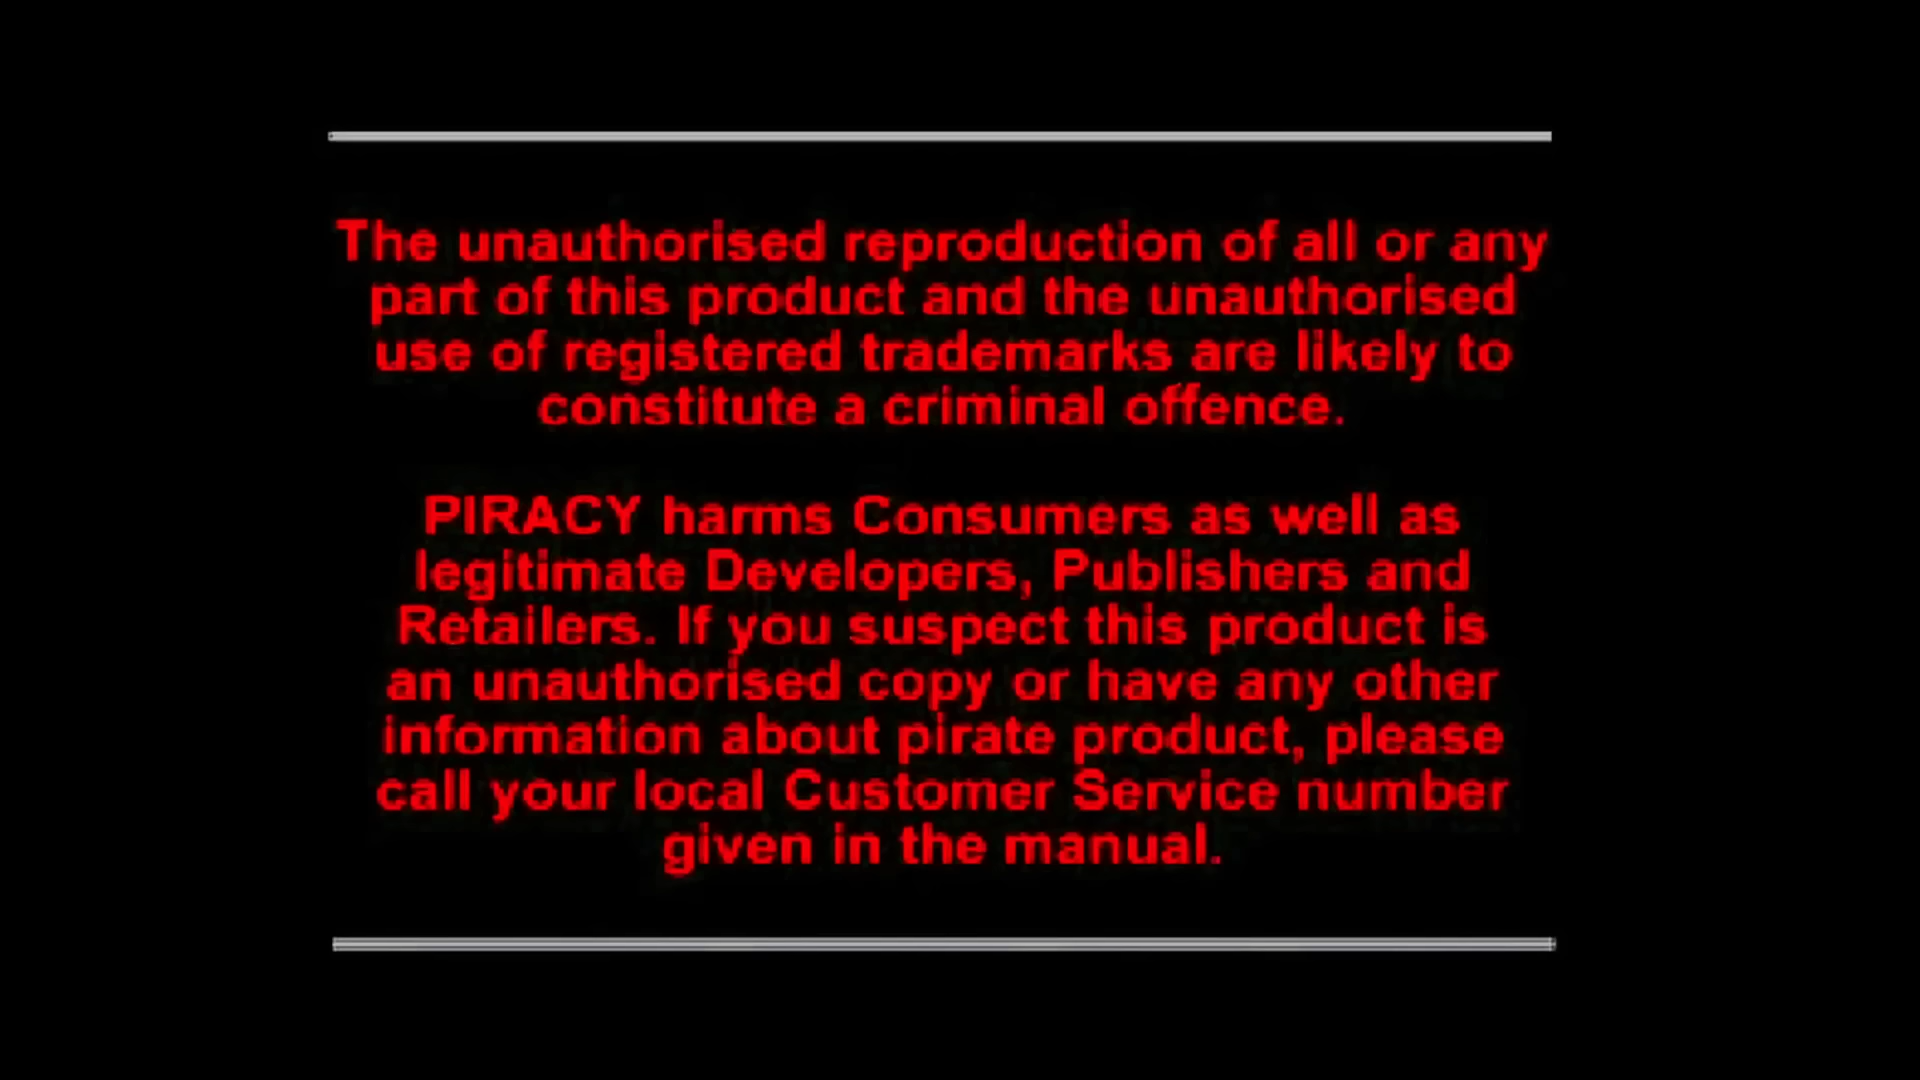 The unauthorised reproduction of all or any
part of this product and the unauthorised
use of registered trademarks are likely to
constitute a criminal offence.
PIRACY harms Consumers as well as
legitimate Developers, Publishers and
Retailers. If you suspect this product is
an unauthorised copy or have any other
information about pirate product, please
call your local Customer Service number
given in the manual.